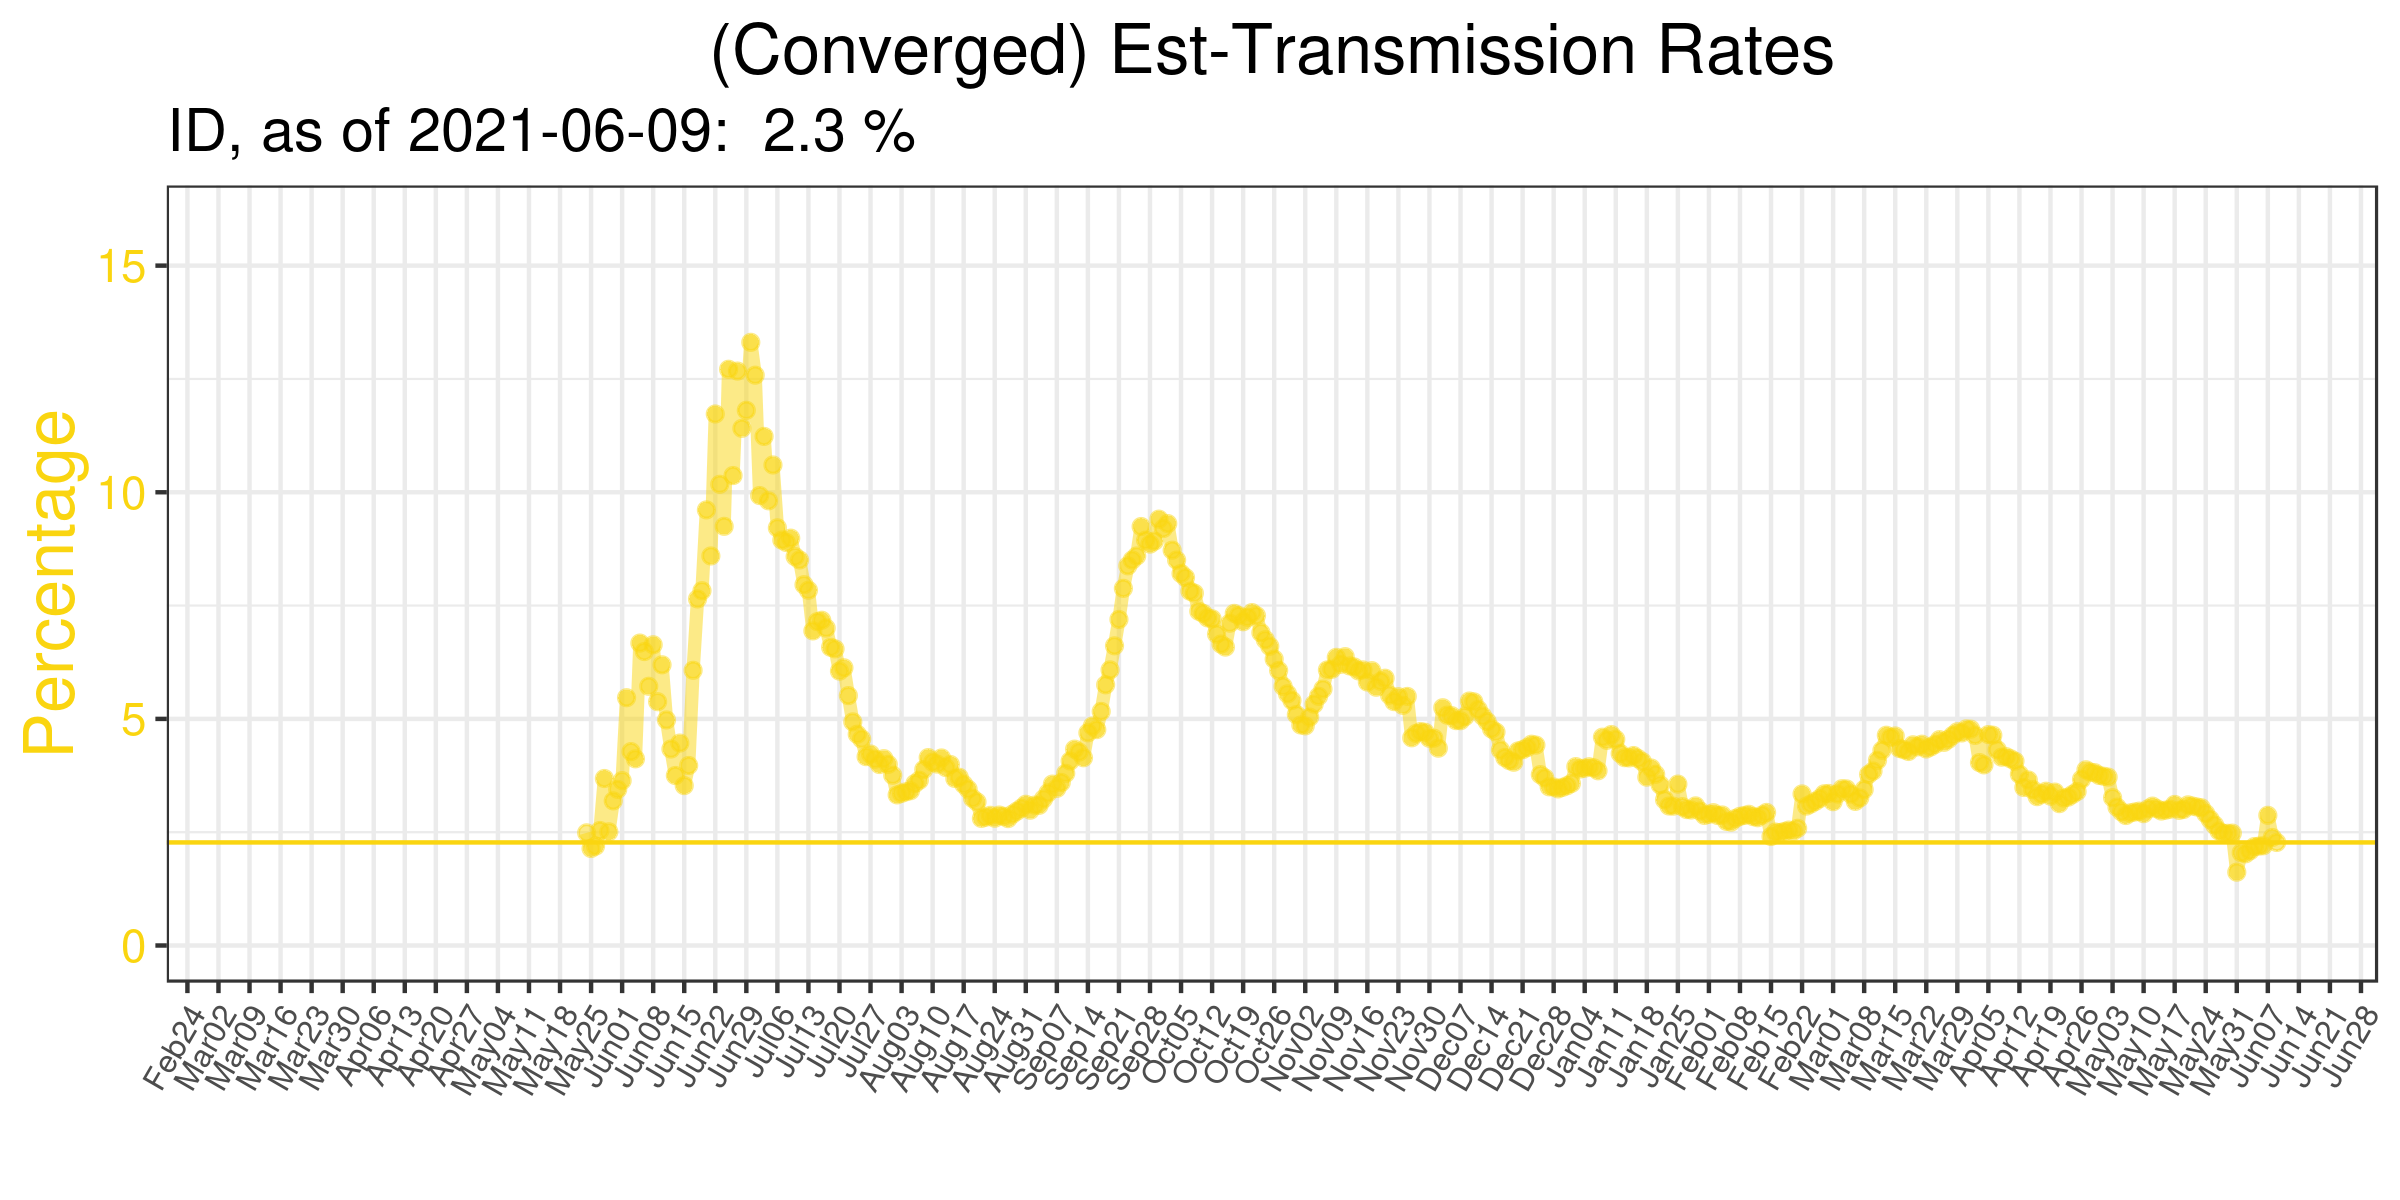 (Converged) Est-Transmission Rates
ID, as of 2021-06-09:  2.3 %
Percentage
15
10
5
0
Feb24
Mar02
Mar09
Mar16
Mar23
Mar30
Apr06
Apr13
Apr20
Apr27
May04
May11
May18
May25
Jun01
Jun08
Jun15
Jun22
Jun29
Jul06
Jul13
Jul20
Jul27
Aug03
Aug10
Aug17
Aug24
Aug31
Sep07
Sep14
Sep21
Sep28
Oct05
Oct12
Oct19
Oct26
Nov02
Nov09
Nov16
Nov23
Nov30
Dec07
Dec14
Dec21
Dec28
Jan04
Jan11
Jan18
Jan25
Feb01
Feb08
Feb15
Feb22
Mar01
Mar08
Mar15
Mar22
Mar29
Apr05
Apr12
Apr19
Apr26
May03
May10
May17
May24
May31
Jun07
Jun14
Jun21
Jun28